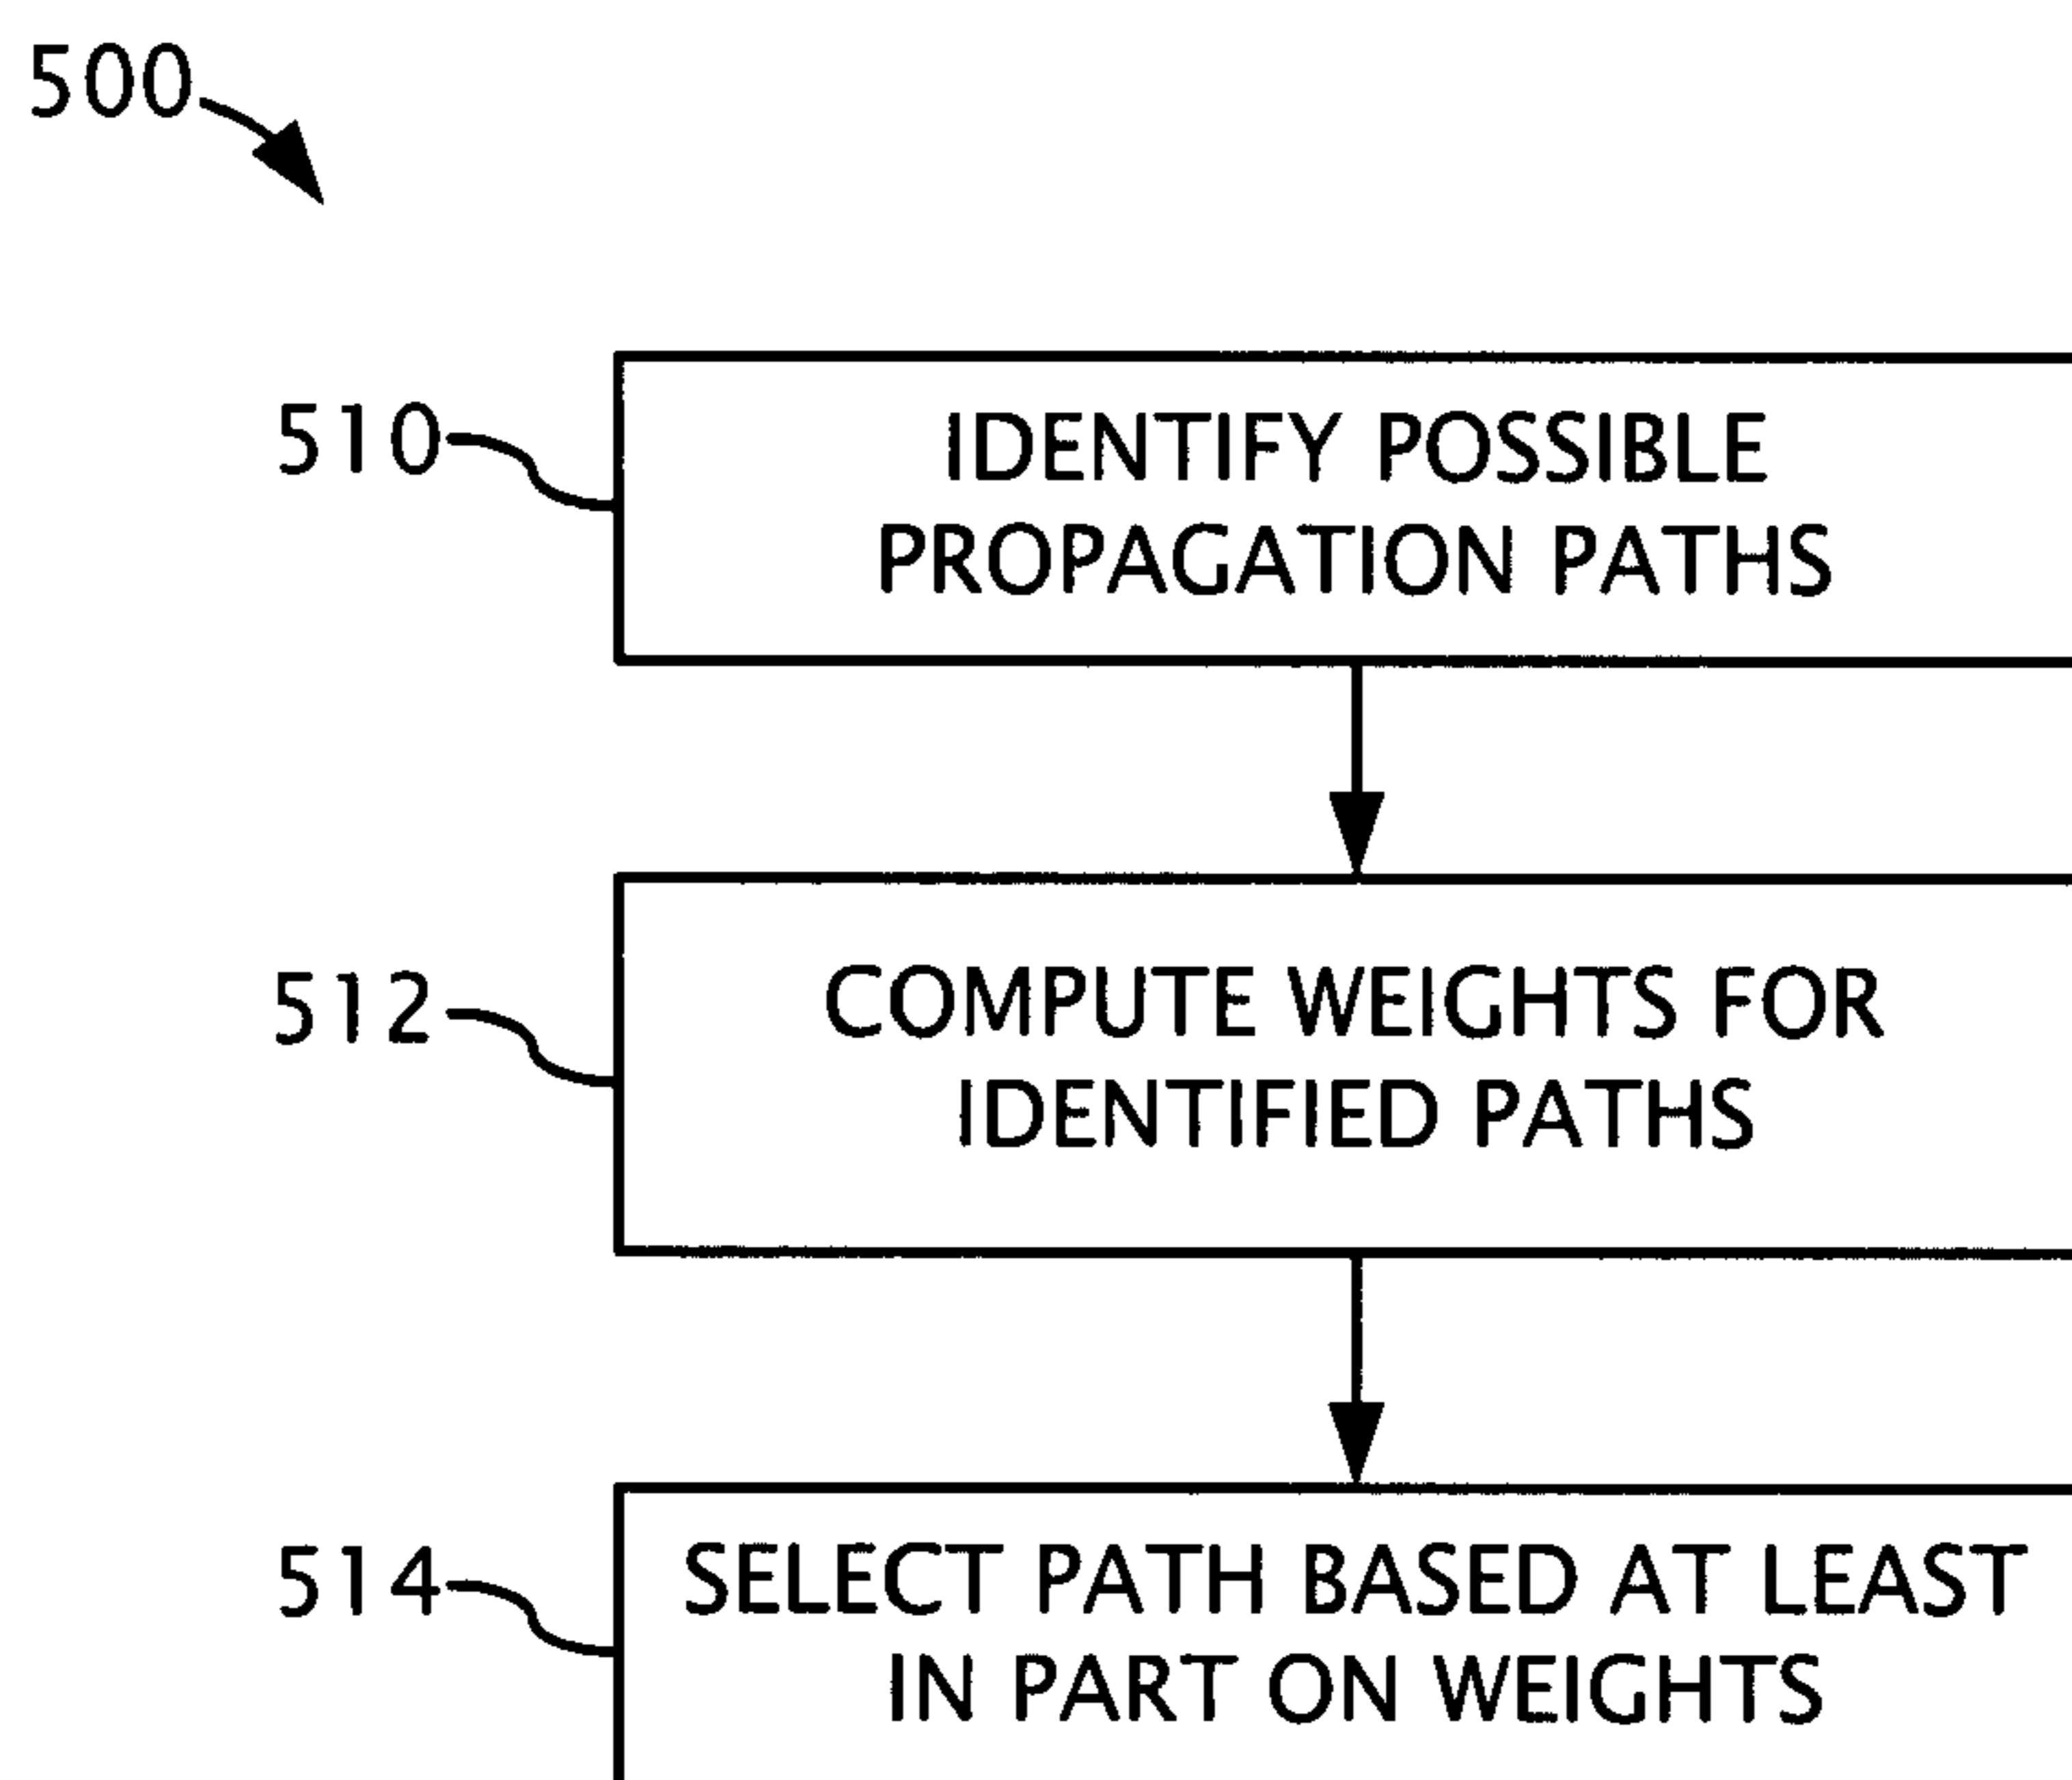 500
510
IDENTIFY POSSIBLE
PROPAGATION PATHS
512
COMPUTE WEIGHTS FOR
IDENTIFIED PATHS
514
SELECT PATH BASED AT LEAST
IN PART ON WEIGHTS